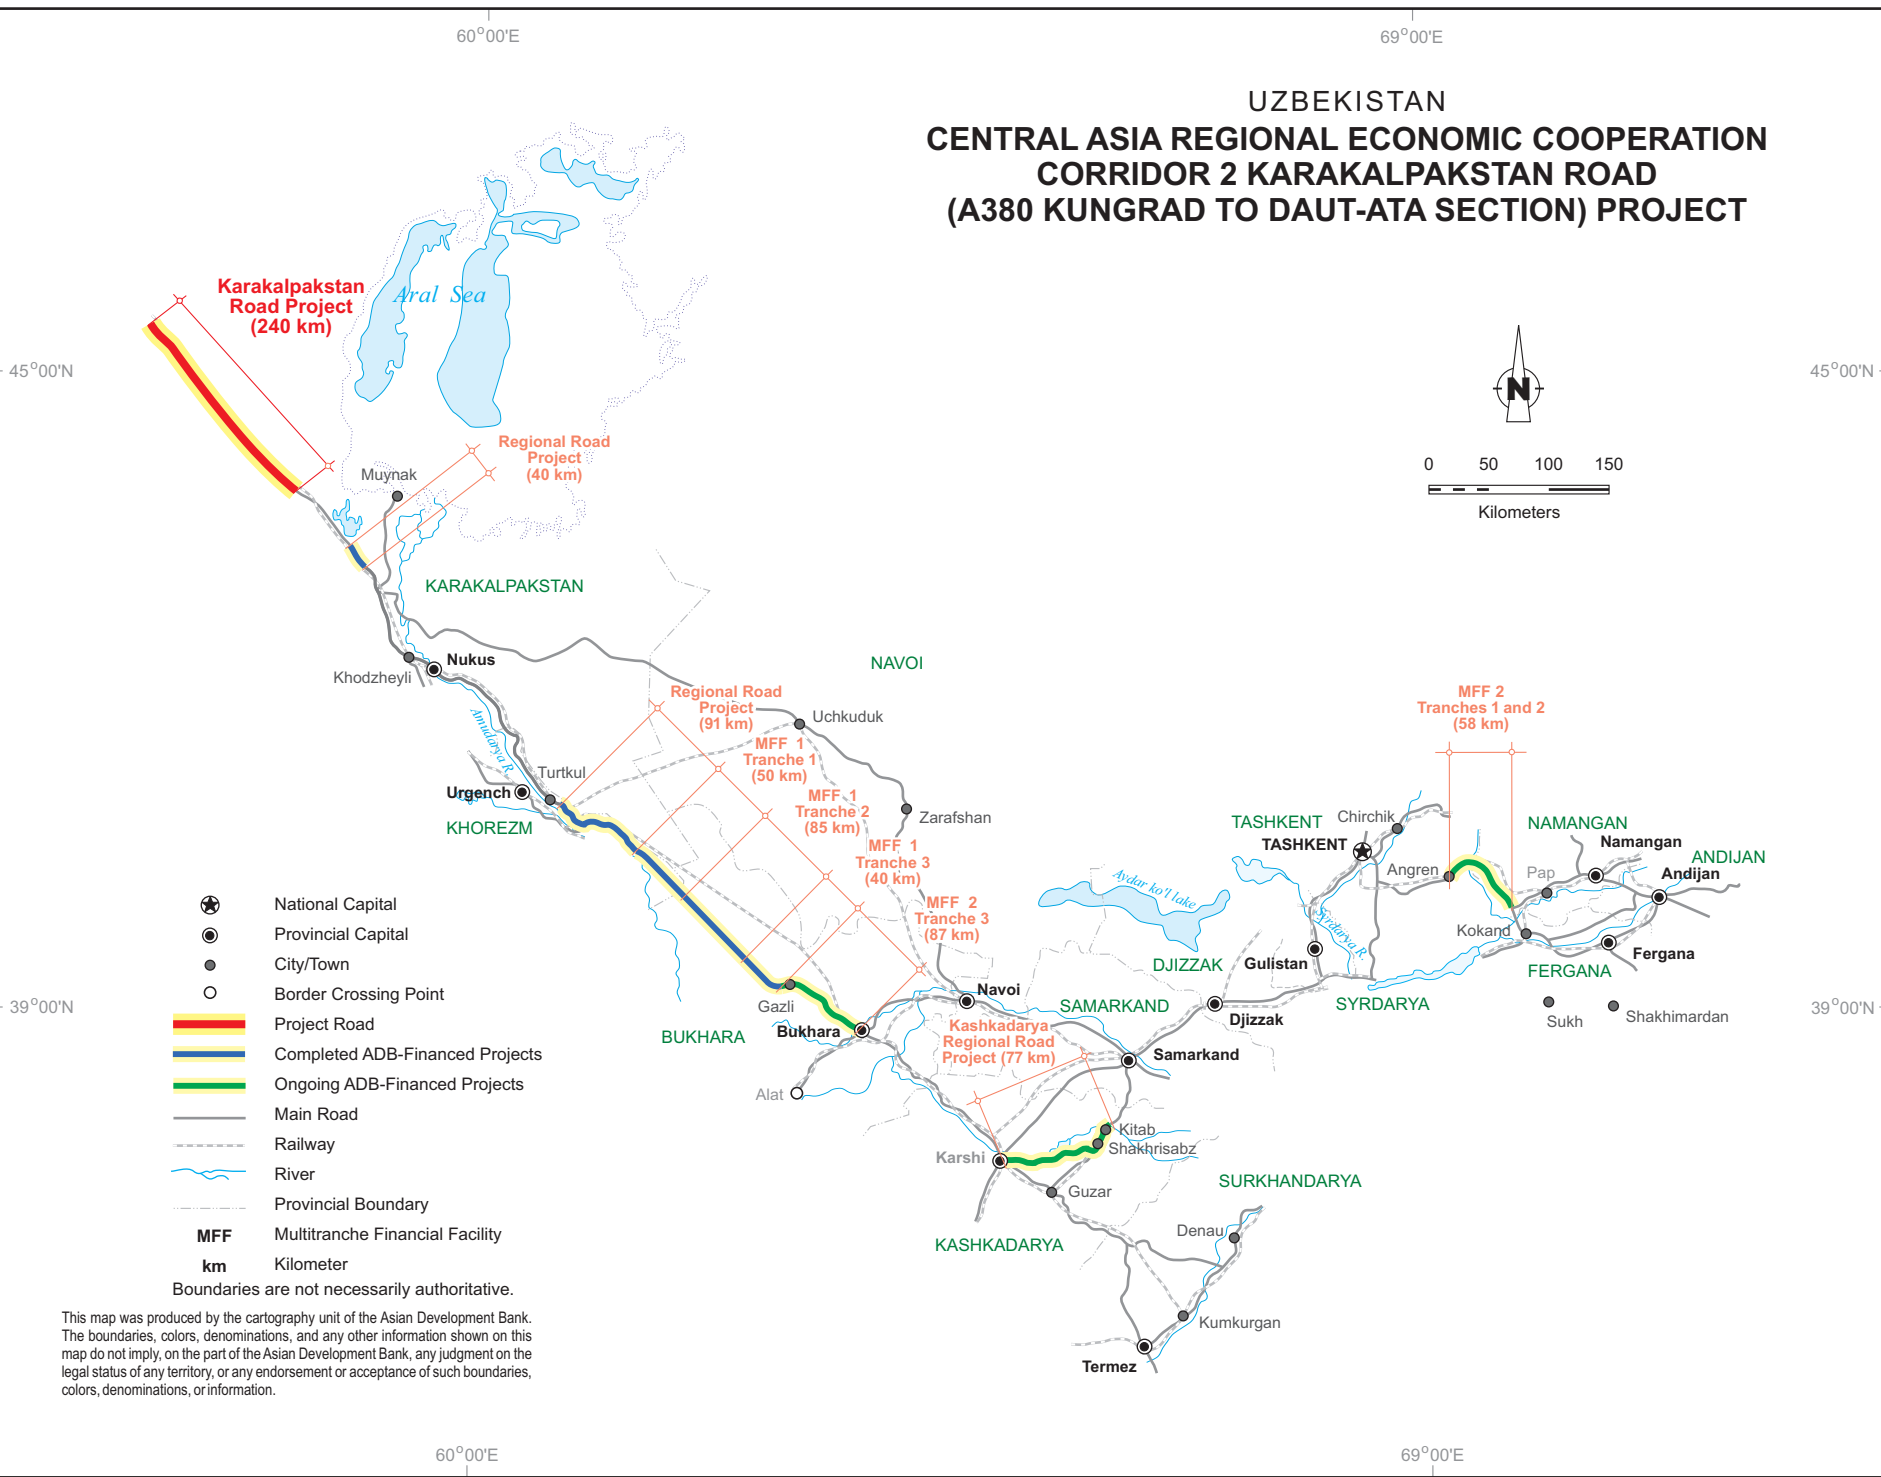 60°00'E
69°00'E
UZBEKISTAN
CENTRAL ASIA REGIONAL ECONOMIC COOPERATION
CORRIDOR 2 KARAKALPAKSTAN ROAD
(A380 KUNGRAD TO DAUT-ATA SECTION) PROJECT
Karakalpakstan
Road Project
(240 km)
Aral Sea
45°00'N
45°00'N
N
Regional Road
Project
(40 km)
Muynak
0 50 100 150
Kilometers
KARAKALPAKSTAN
Nukus
Khodzheyli
NAVOI
Regional Road
Project
(91 km)
Uchkuduk
MFF 2
Tranches 1 and 2
(58 km)
Amudarya R.
MFF 1
Tranche 1
(50 km)
Turtkul
Urgench
KHOREZM
MFF 1
Tranche 2
(85 km)
Zarafshan
MFF 1
Tranche 3
(40 km)
MFF 2
Tranche 3
(87 km)
Chirchik
TASHKENT
TASHKENT
NAMANGAN
Namangan
ANDIJAN
Andijan
Angren
Pap
Aydar ko'l lake
Syrdarya R.
Kokand
Fergana
FERGANA
Gulistan
DJIZZAK
SYRDARYA
Djizzak
Sukh
Shakhimardan
39°00'N
39°00'N
Navoi
SAMARKAND
Gazli
Bukhara
BUKHARA
Kashkadarya
Regional Road
Project (77 km)
Samarkand
Alat
Kitab
Shakhrisabz
Karshi
Guzar
SURKHANDARYA
Denau
KASHKADARYA
Kumkurgan
Termez
National Capital
Provincial Capital
City/Town
Border Crossing Point
Project Road
Completed ADB-Financed Projects
Ongoing ADB-Financed Projects
Main Road
Railway
River
Provincial Boundary
MFF Multitranche Financial Facility
km Kilometer
Boundaries are not necessarily authoritative.
This map was produced by the cartography unit of the Asian Development Bank.
The boundaries, colors, denominations, and any other information shown on this
map do not imply, on the part of the Asian Development Bank, any judgment on the
legal status of any territory, or any endorsement or acceptance of such boundaries,
colors, denominations, or information.
60°00'E
69°00'E